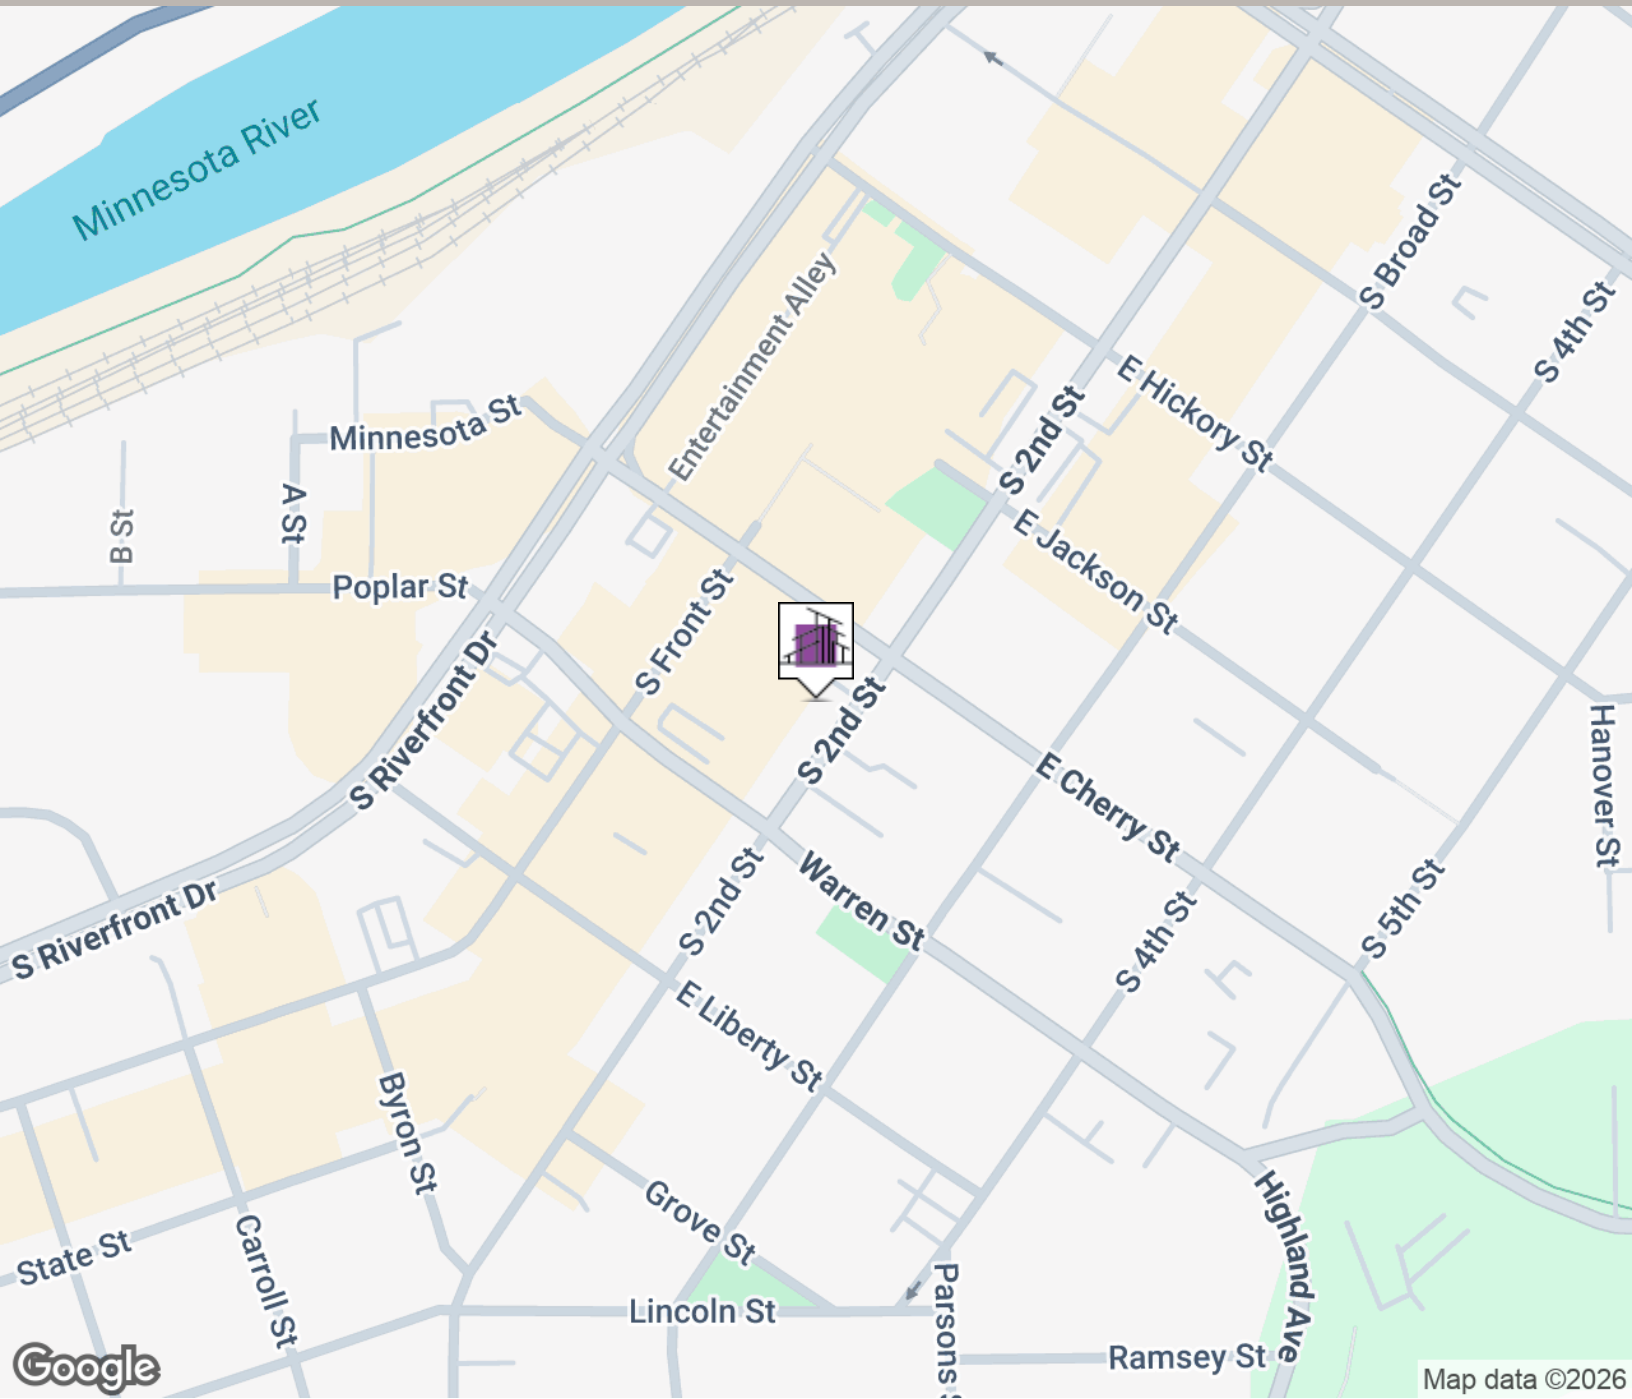 Minnesota River
S Broad St
S 4th St
Entertainment Alley
E Hickory St
S 2nd St
Minnesota St
A St
B St
E Jackson St
Poplar St
S Front St
S Riverfront Dr
S 2nd St
Hanover St
E Cherry St
S Riverfront Dr
S 2nd St
Warren St
S 5th St
S 4th St
E Liberty St
Byron St
Grove St
Highland Ave
State St
Carroll St
Lincoln St
Parsons
Ramsey St
Google
Map data ©2026